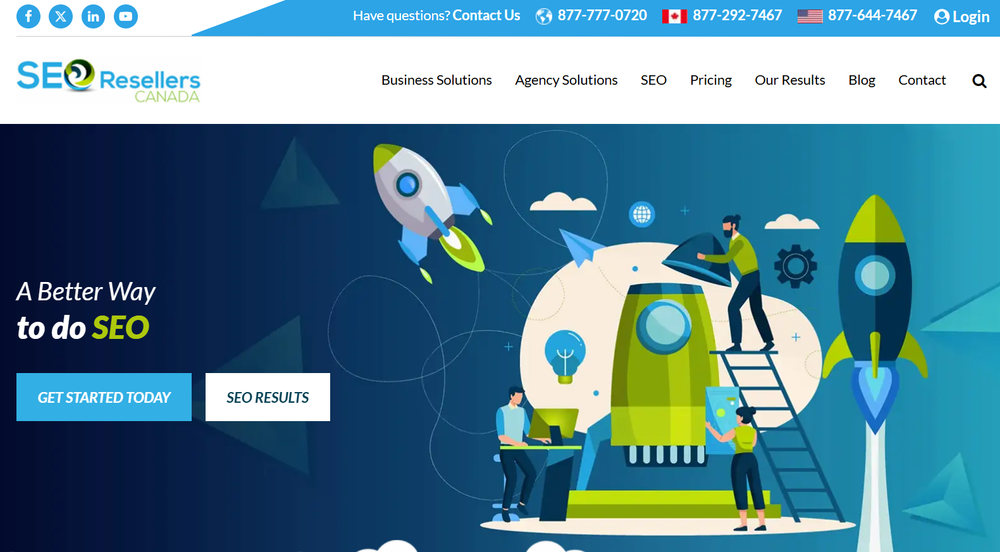 Have questions? Contact Us 877-777-0720 877-292-7467 877-644-7467 Login
SEO Resellers
CANADA
Business Solutions Agency Solutions SEO Pricing Our Results Blog Contact
A Better Way
to do SEO
GET STARTED TODAY SEO RESULTS